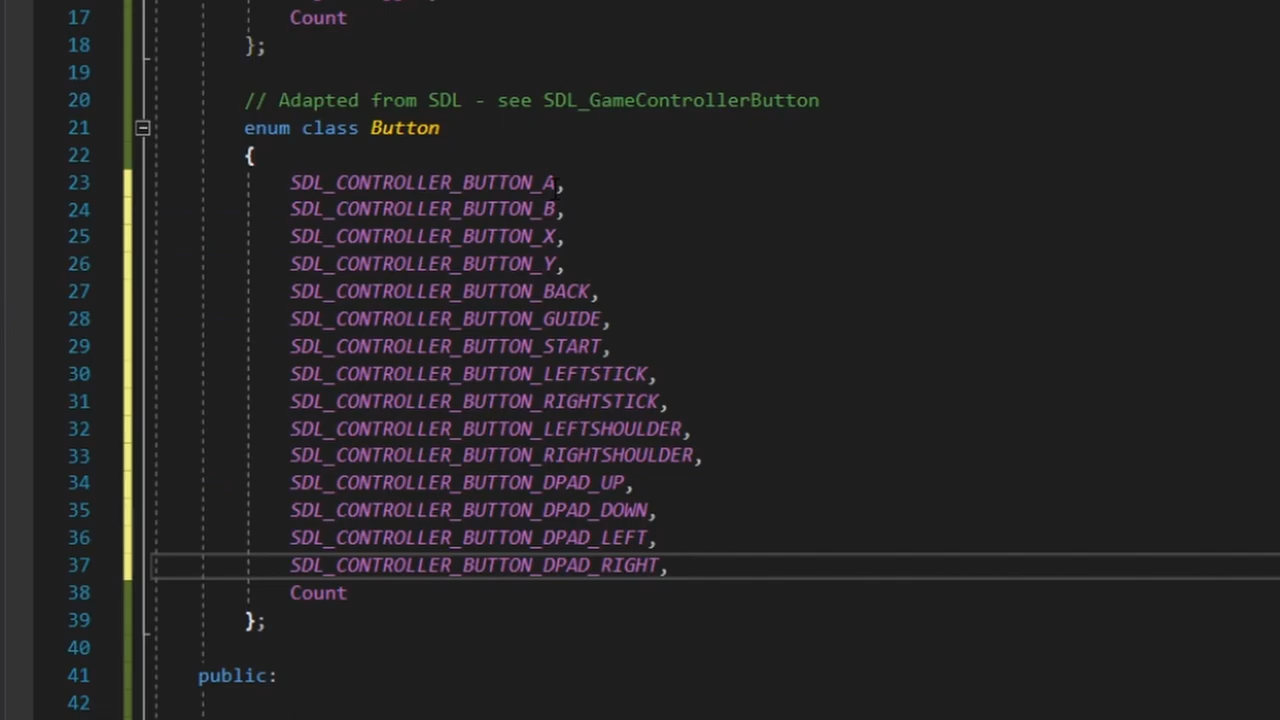 17 Count
18 };
19
20 // Adapted from SDL - see SDL_GameControllerButton
21 enum class Button
22 {
23 SDL_CONTROLLER_BUTTON_A,
24 SDL_CONTROLLER_BUTTON_B,
25 SDL_CONTROLLER_BUTTON_X,
26 SDL_CONTROLLER_BUTTON_Y,
27 SDL_CONTROLLER_BUTTON_BACK,
28 SDL_CONTROLLER_BUTTON_GUIDE,
29 SDL_CONTROLLER_BUTTON_START,
30 SDL_CONTROLLER_BUTTON_LEFTSTICK,
31 SDL_CONTROLLER_BUTTON_RIGHTSTICK,
32 SDL_CONTROLLER_BUTTON_LEFTSHOULDER,
33 SDL_CONTROLLER_BUTTON_RIGHTSHOULDER,
34 SDL_CONTROLLER_BUTTON_DPAD_UP,
35 SDL_CONTROLLER_BUTTON_DPAD_DOWN,
36 SDL_CONTROLLER_BUTTON_DPAD_LEFT,
37 SDL_CONTROLLER_BUTTON_DPAD_RIGHT,
38 Count
39 };
40
41 public:
42